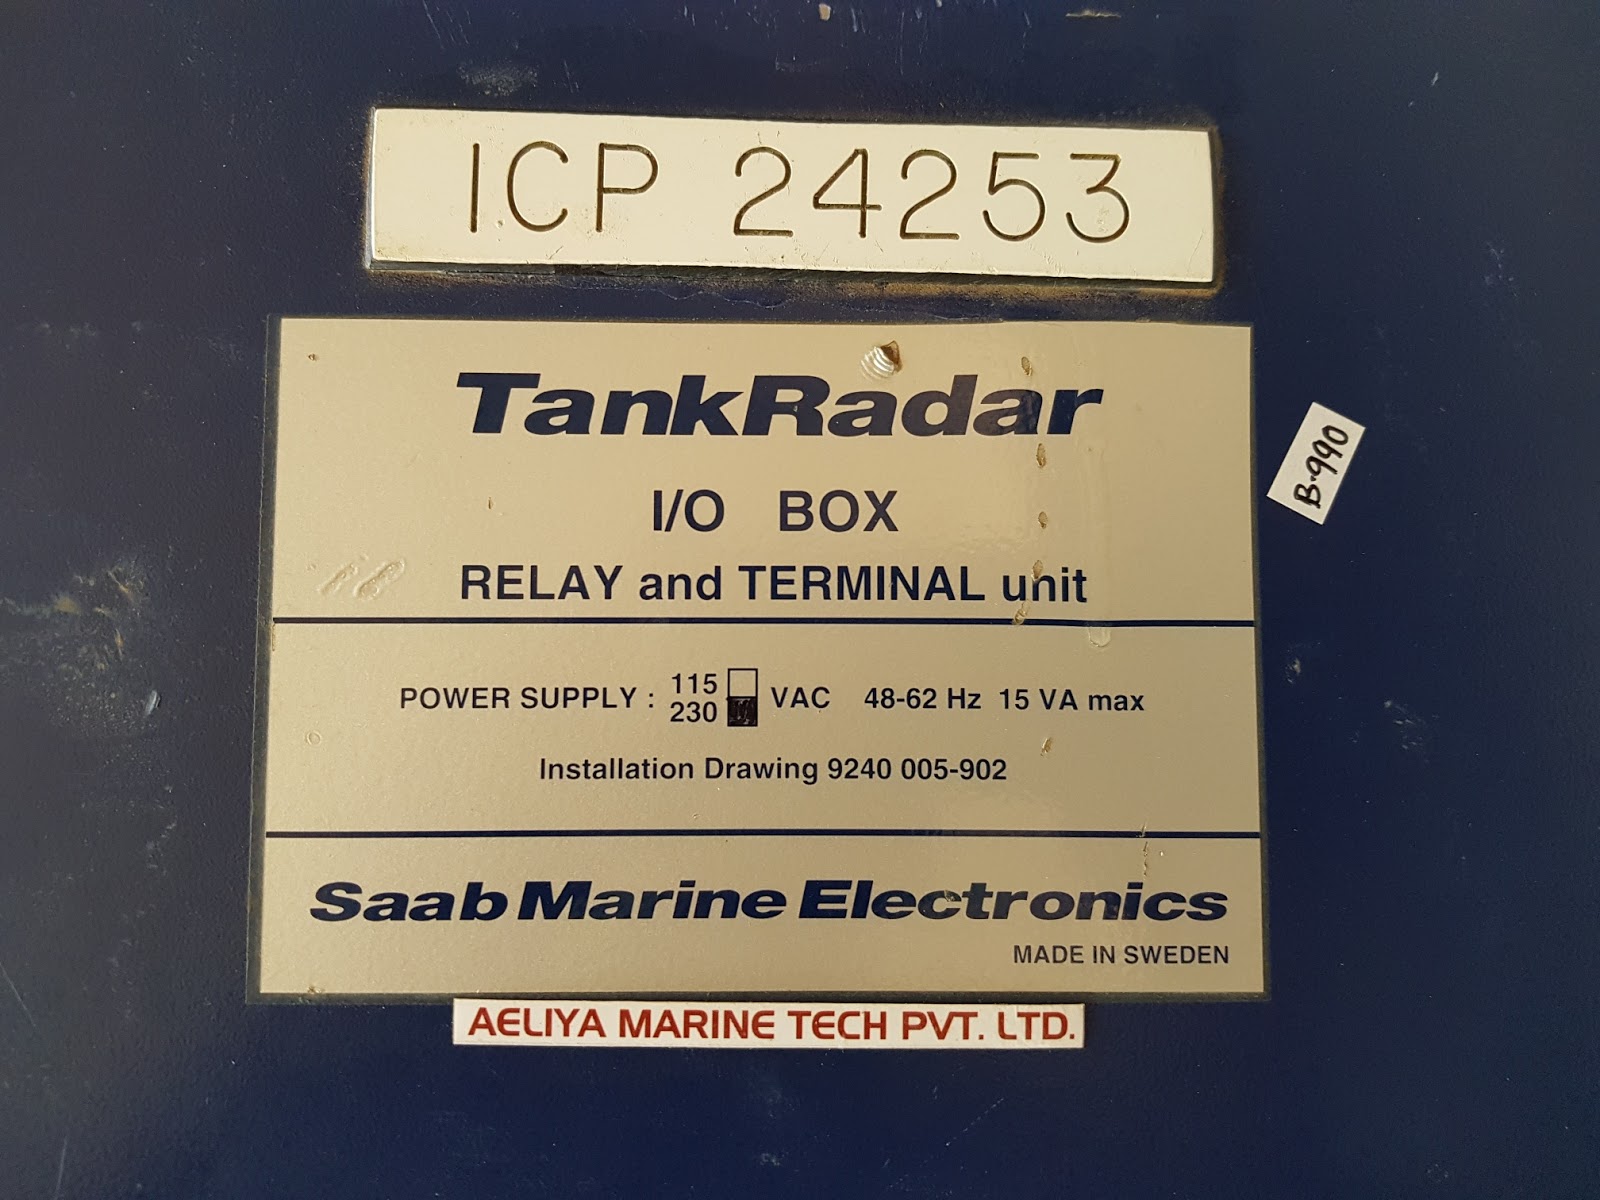 ICP 24253
TankRadar
I/O BOX
RELAY and TERMINAL unit
POWER SUPPLY : 115 230 VAC 48-62 Hz 15 VA max
Installation Drawing 9240 005-902
Saab Marine Electronics
MADE IN SWEDEN
AELIYA MARINE TECH PVT. LTD.
B-990